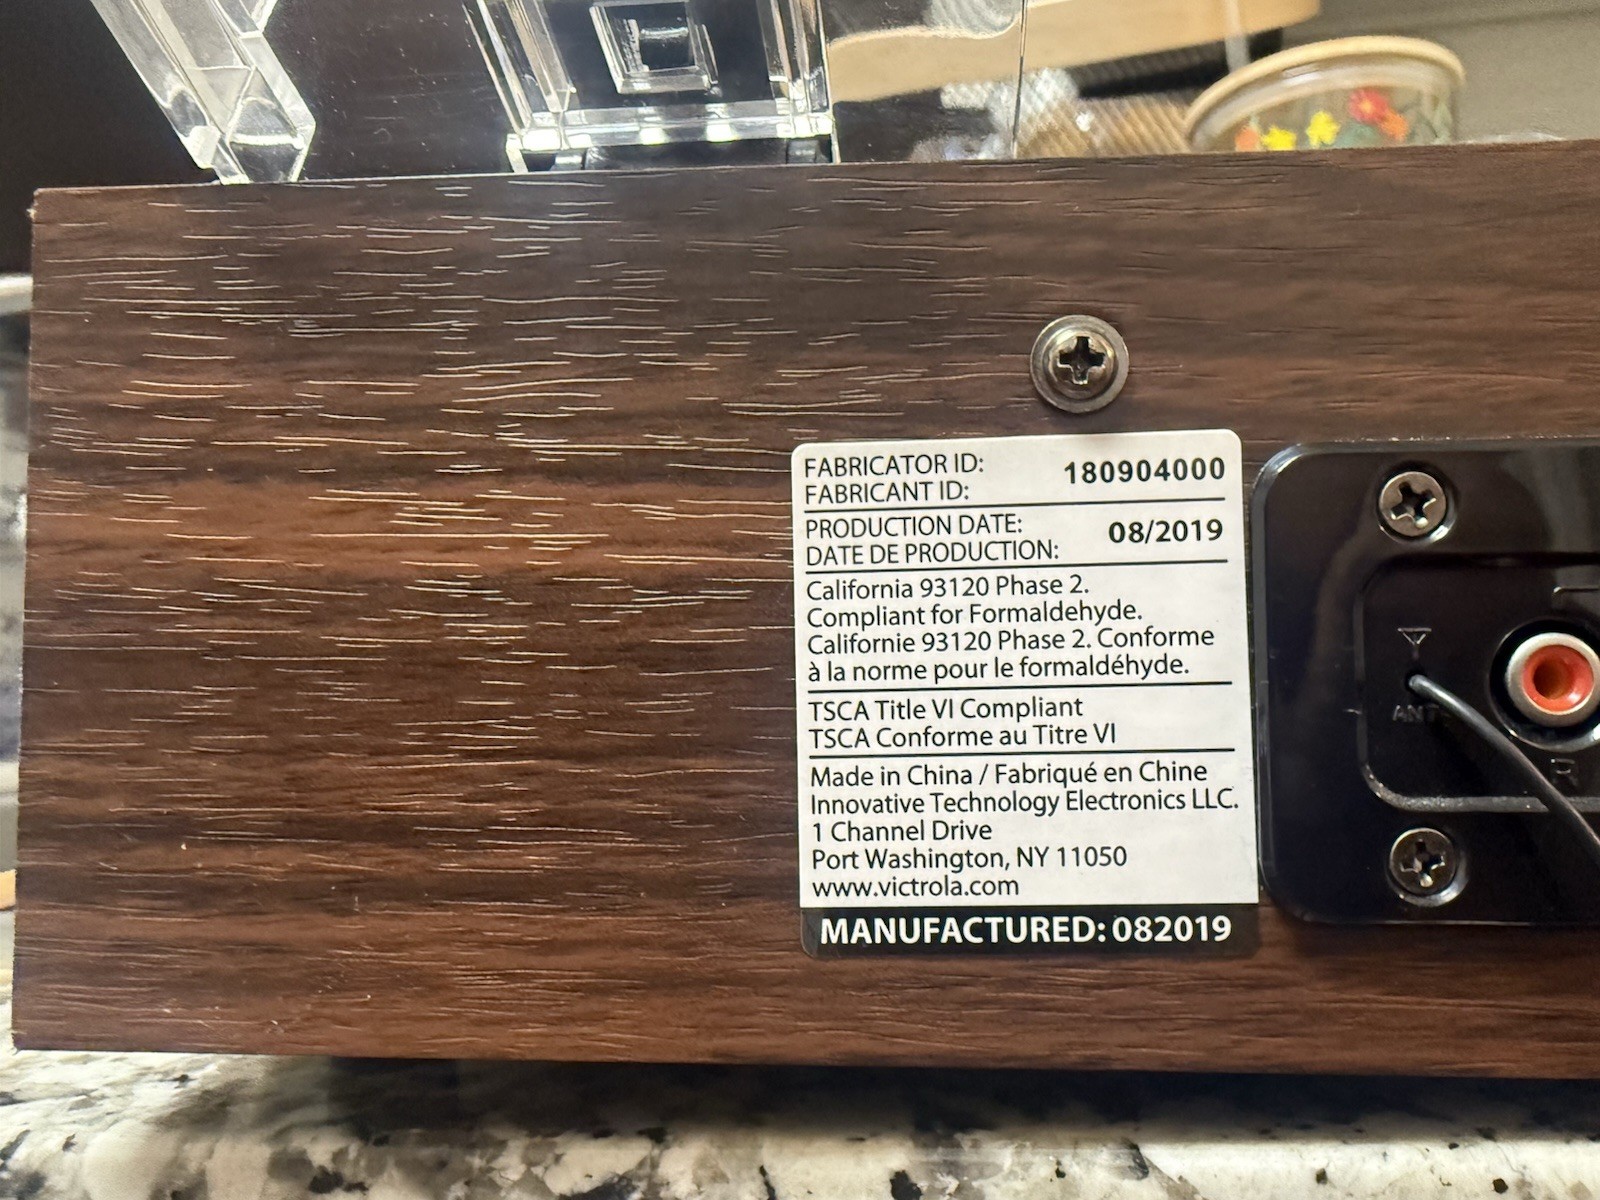 FABRICATOR ID:
FABRICANT ID:
180904000
PRODUCTION DATE:
DATE DE PRODUCTION:
08/2019
California 93120 Phase 2.
Compliant for Formaldehyde.
Californie 93120 Phase 2. Conforme
à la norme pour le formaldéhyde.
TSCA Title VI Compliant
TSCA Conforme au Titre VI
Made in China / Fabriqué en Chine
Innovative Technology Electronics LLC.
1 Channel Drive
Port Washington, NY 11050
www.victrola.com
MANUFACTURED: 082019
ANT
R